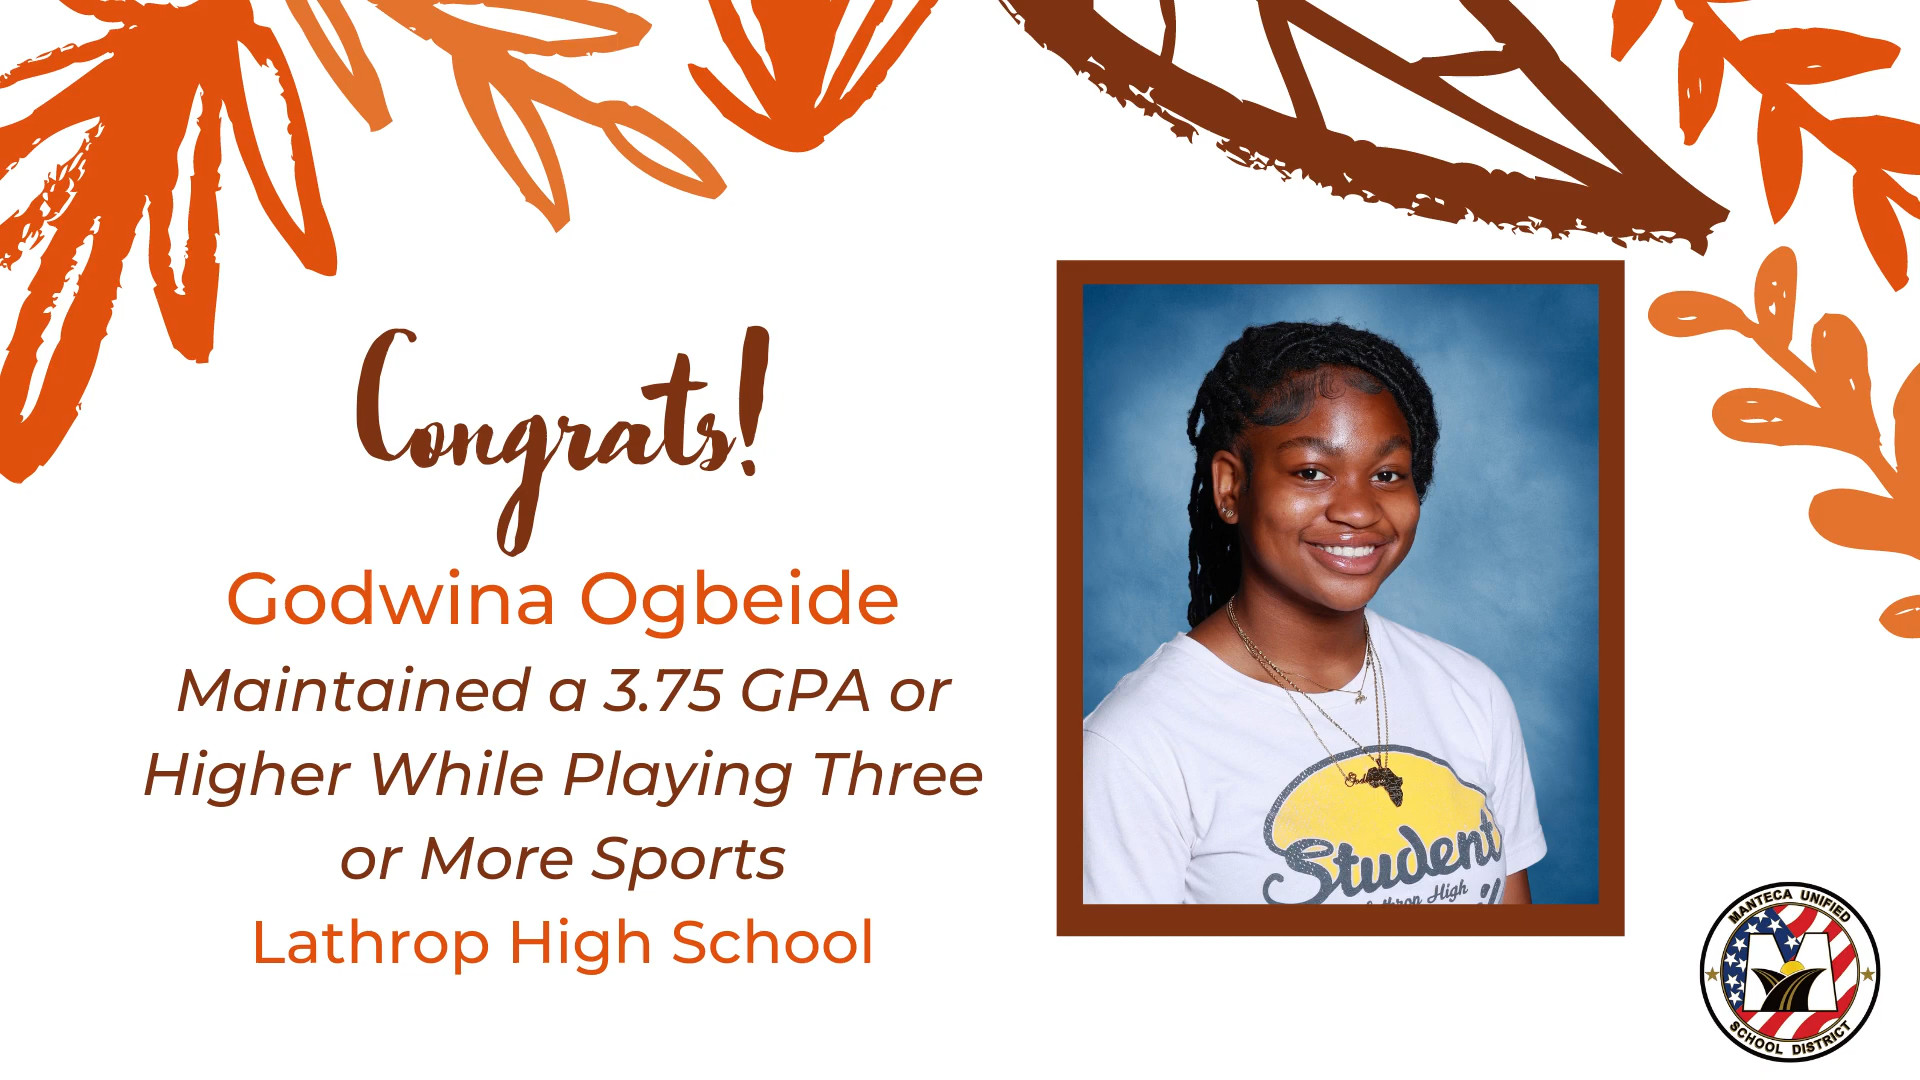 Congrats!
Godwina Ogbeide
Maintained a 3.75 GPA or
Higher While Playing Three
or More Sports
Lathrop High School
Student
High
MANTECA UNIFIED
SCHOOL DISTRICT